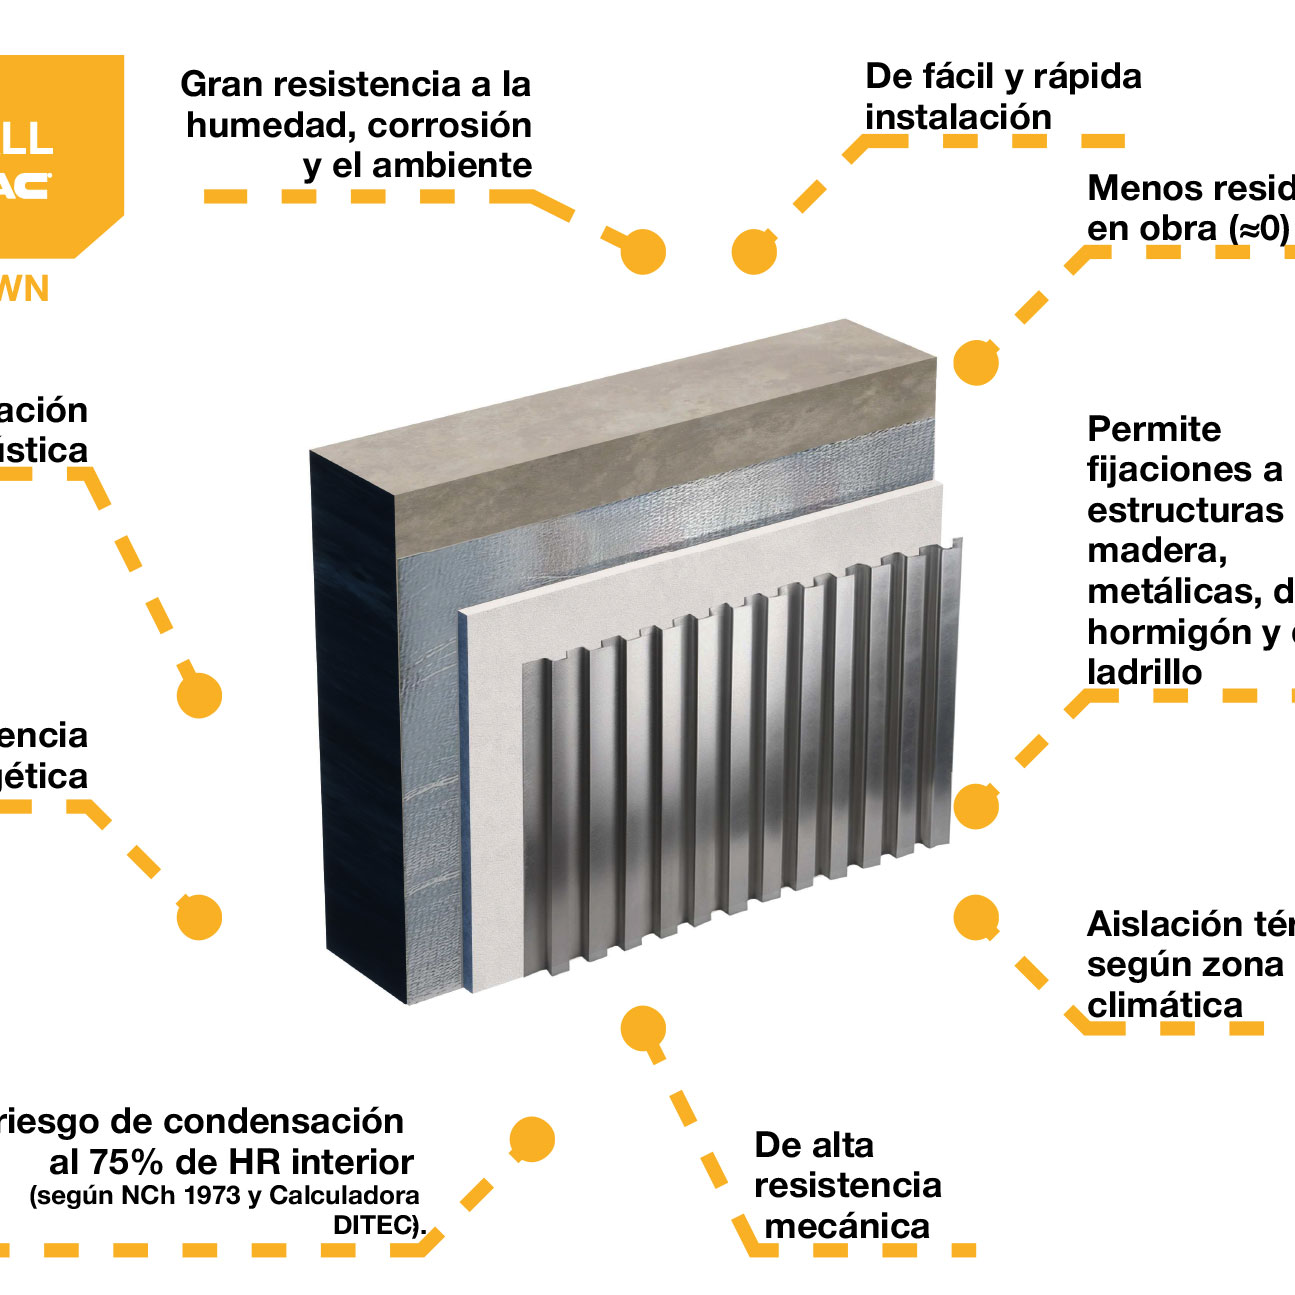 LL
AC
WN
Gran resistencia a la
humedad, corrosión
y el ambiente
De fácil y rápida
instalación
Menos resid
en obra (≈0)
ación
ística
Permite
fijaciones a
estructuras
madera,
metálicas, d
hormigón y
ladrillo
encia
gética
Aislación tér
según zona
climática
riesgo de condensación
al 75% de HR interior
(según NCh 1973 y Calculadora
DITEC).
De alta
resistencia
mecánica